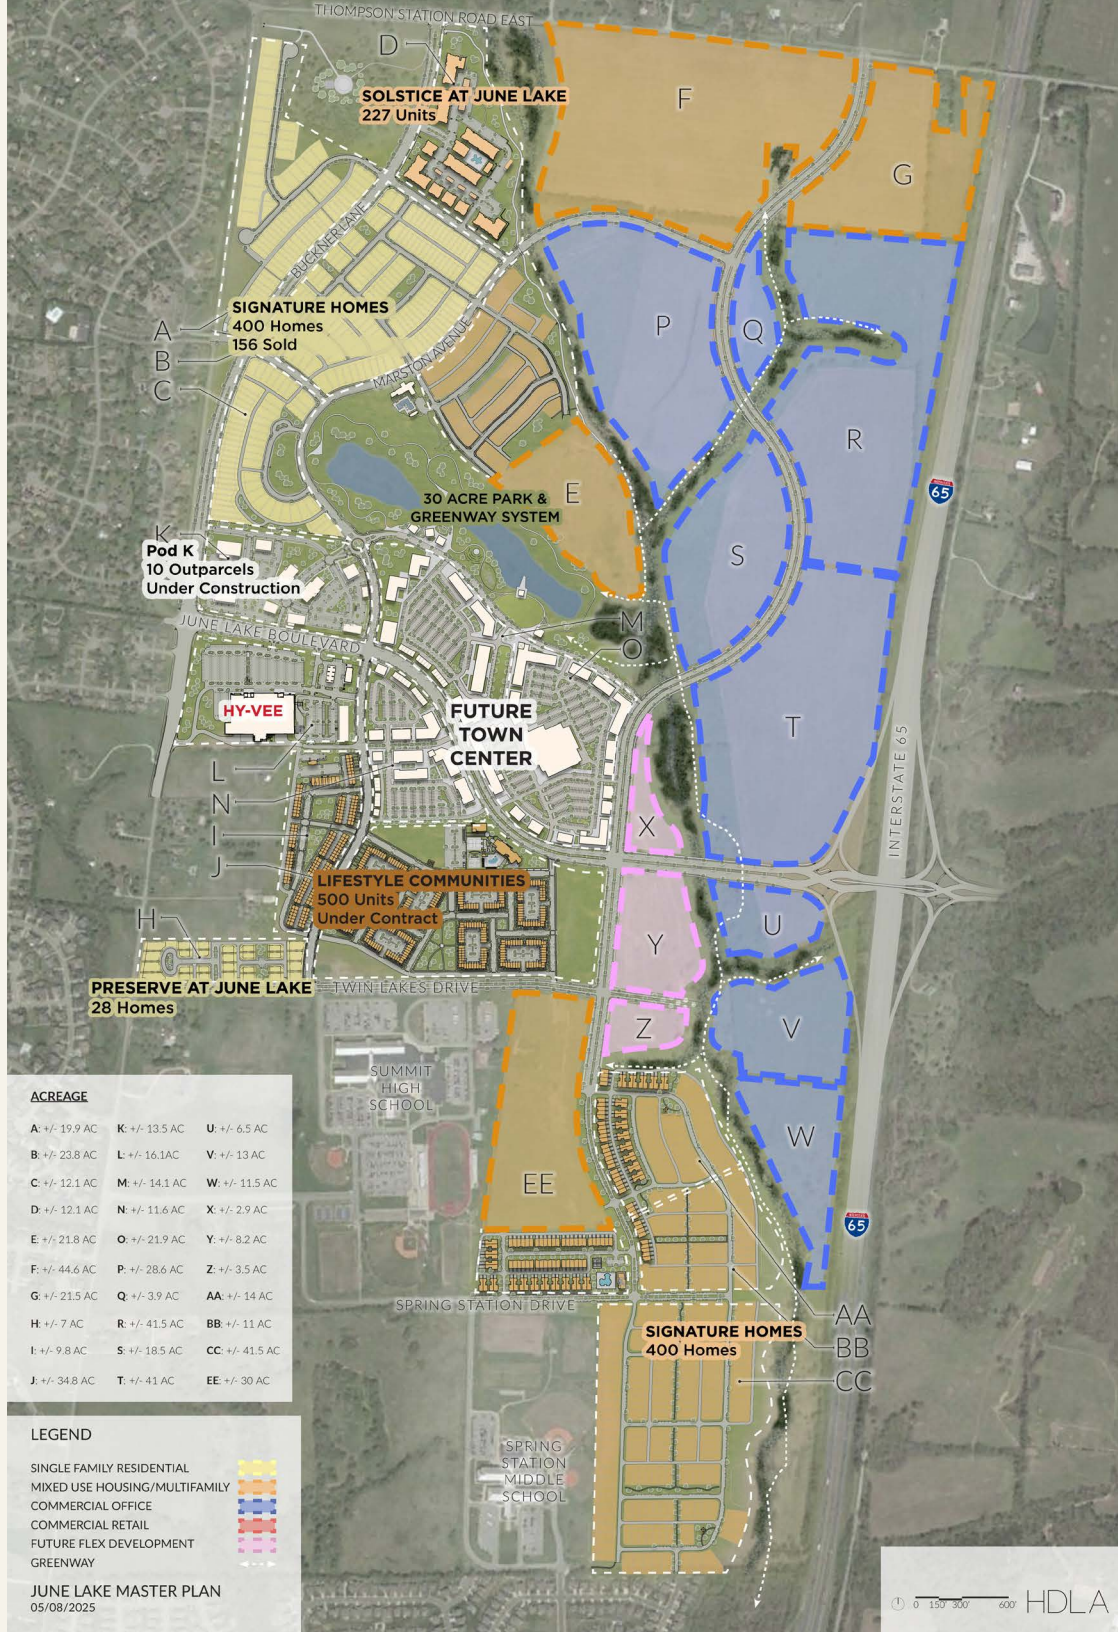 THOMPSON STATION ROAD EAST
D
F
SOLSTICE AT JUNE LAKE
227 Units
G
BUCKNER LANE
SIGNATURE HOMES
400 Homes
156 Sold
A
B
C
MARSTON AVENUE
P
Q
R
E
30 ACRE PARK &
GREENWAY SYSTEM
65
K
Pod K
10 Outparcels
Under Construction
S
JUNE LAKE BOULEVARD
M
O
HY-VEE
FUTURE
TOWN
CENTER
T
INTERSTATE 65
L
N
I
J
X
LIFESTYLE COMMUNITIES
500 Units
Under Contract
H
U
Y
PRESERVE AT JUNE LAKE
28 Homes
TWIN LAKES DRIVE
Z
V
SUMMIT
HIGH
SCHOOL
W
EE
65
SPRING STATION DRIVE
SIGNATURE HOMES
400 Homes
AA
BB
CC
SPRING
STATION
MIDDLE
SCHOOL
ACREAGE
A: +/- 19.9 AC K: +/- 13.5 AC U: +/- 6.5 AC
B: +/- 23.8 AC L: +/- 16.1AC V: +/- 13 AC
C: +/- 12.1 AC M: +/- 14.1 AC W: +/- 11.5 AC
D: +/- 12.1 AC N: +/- 11.6 AC X: +/- 2.9 AC
E: +/- 21.8 AC O: +/- 21.9 AC Y: +/- 8.2 AC
F: +/- 44.6 AC P: +/- 28.6 AC Z: +/- 3.5 AC
G: +/- 21.5 AC Q: +/- 3.9 AC AA: +/- 14 AC
H: +/- 7 AC R: +/- 41.5 AC BB: +/- 11 AC
I: +/- 9.8 AC S: +/- 18.5 AC CC: +/- 41.5 AC
J: +/- 34.8 AC T: +/- 41 AC EE: +/- 30 AC
LEGEND
SINGLE FAMILY RESIDENTIAL
MIXED USE HOUSING/MULTIFAMILY
COMMERCIAL OFFICE
COMMERCIAL RETAIL
FUTURE FLEX DEVELOPMENT
GREENWAY
JUNE LAKE MASTER PLAN
05/08/2025
0 150' 300' 600' HDLA